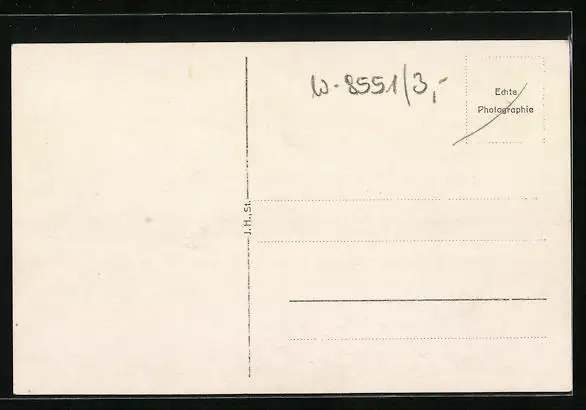 W-8551/3,-
Echte
Photographie
J. H., St.